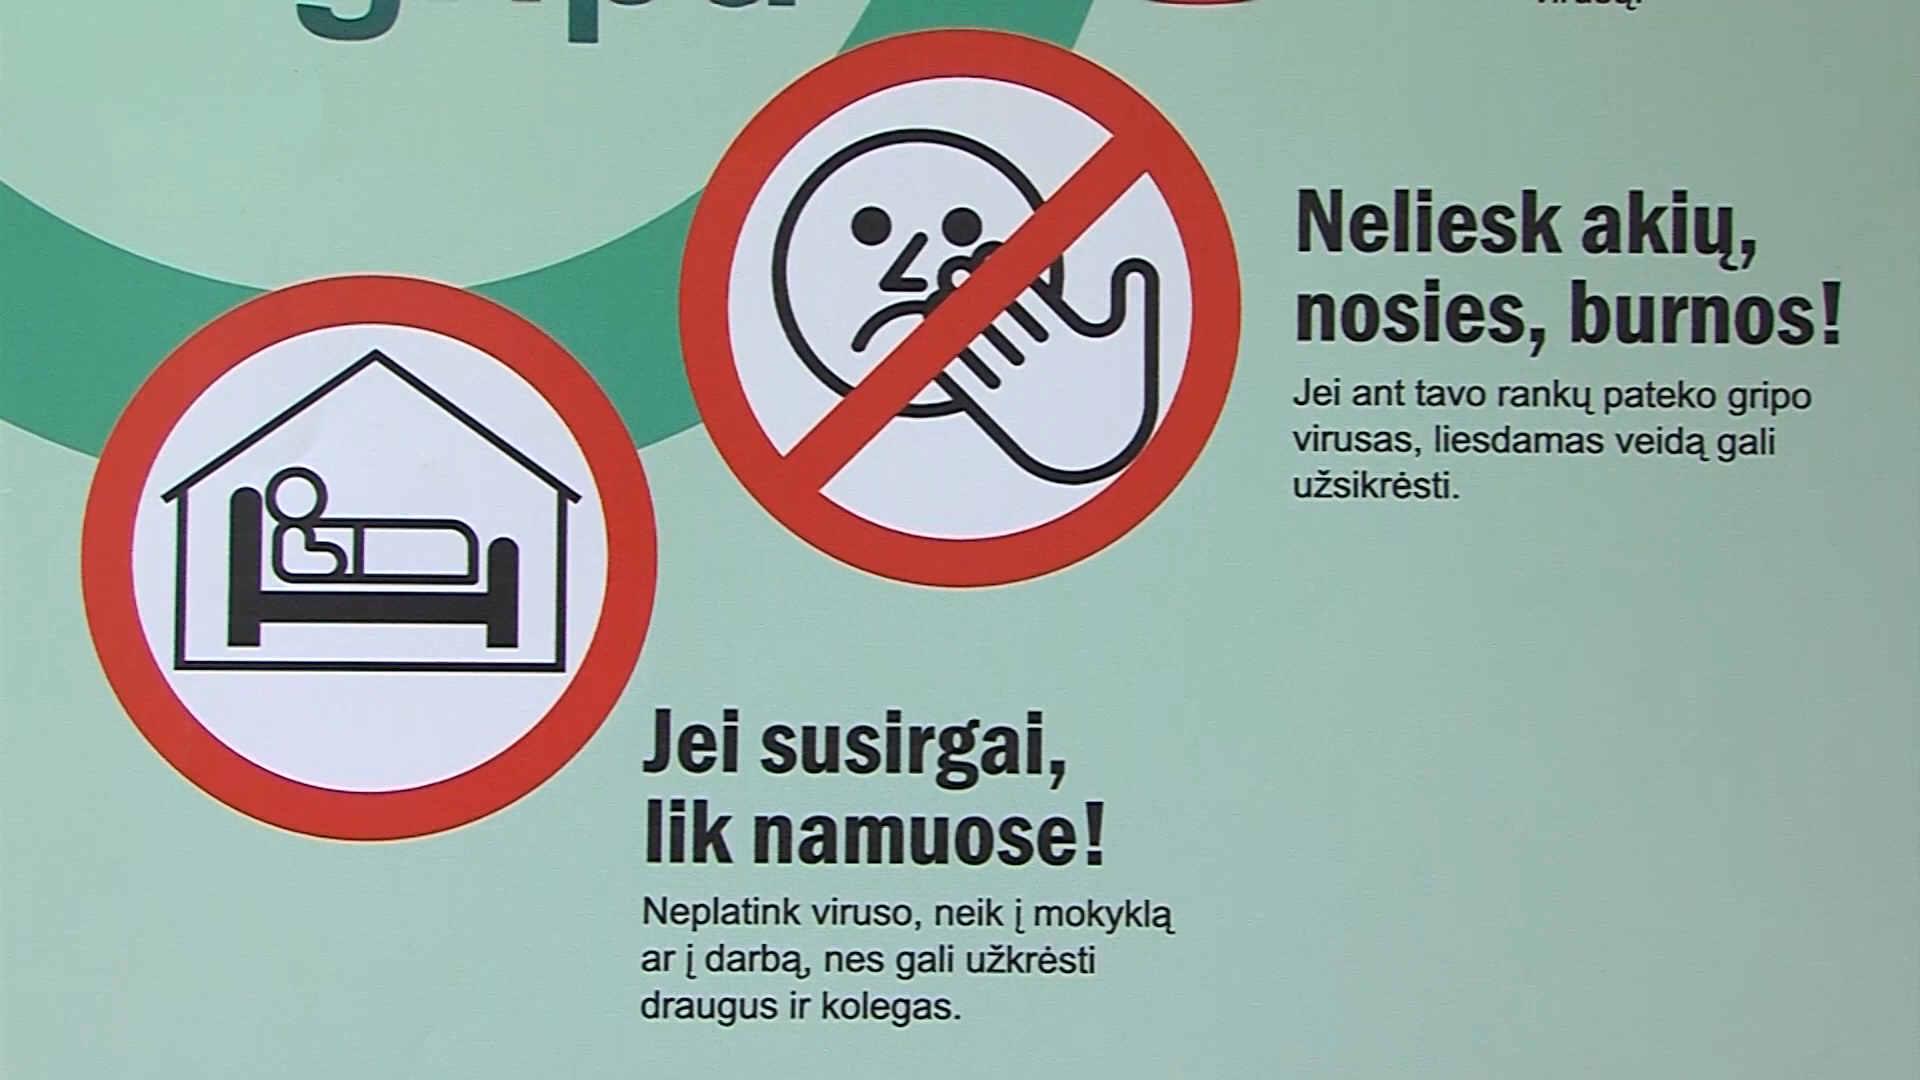 Neliesk akių,
nosies, burnos!
Jei ant tavo rankų pateko gripo
virusas, liesdamas veidą gali
užsikrėsti.
Jei susirgai,
lik namuose!
Neplatink viruso, neik į mokyklą
ar į darbą, nes gali užkrėsti
draugus ir kolegas.